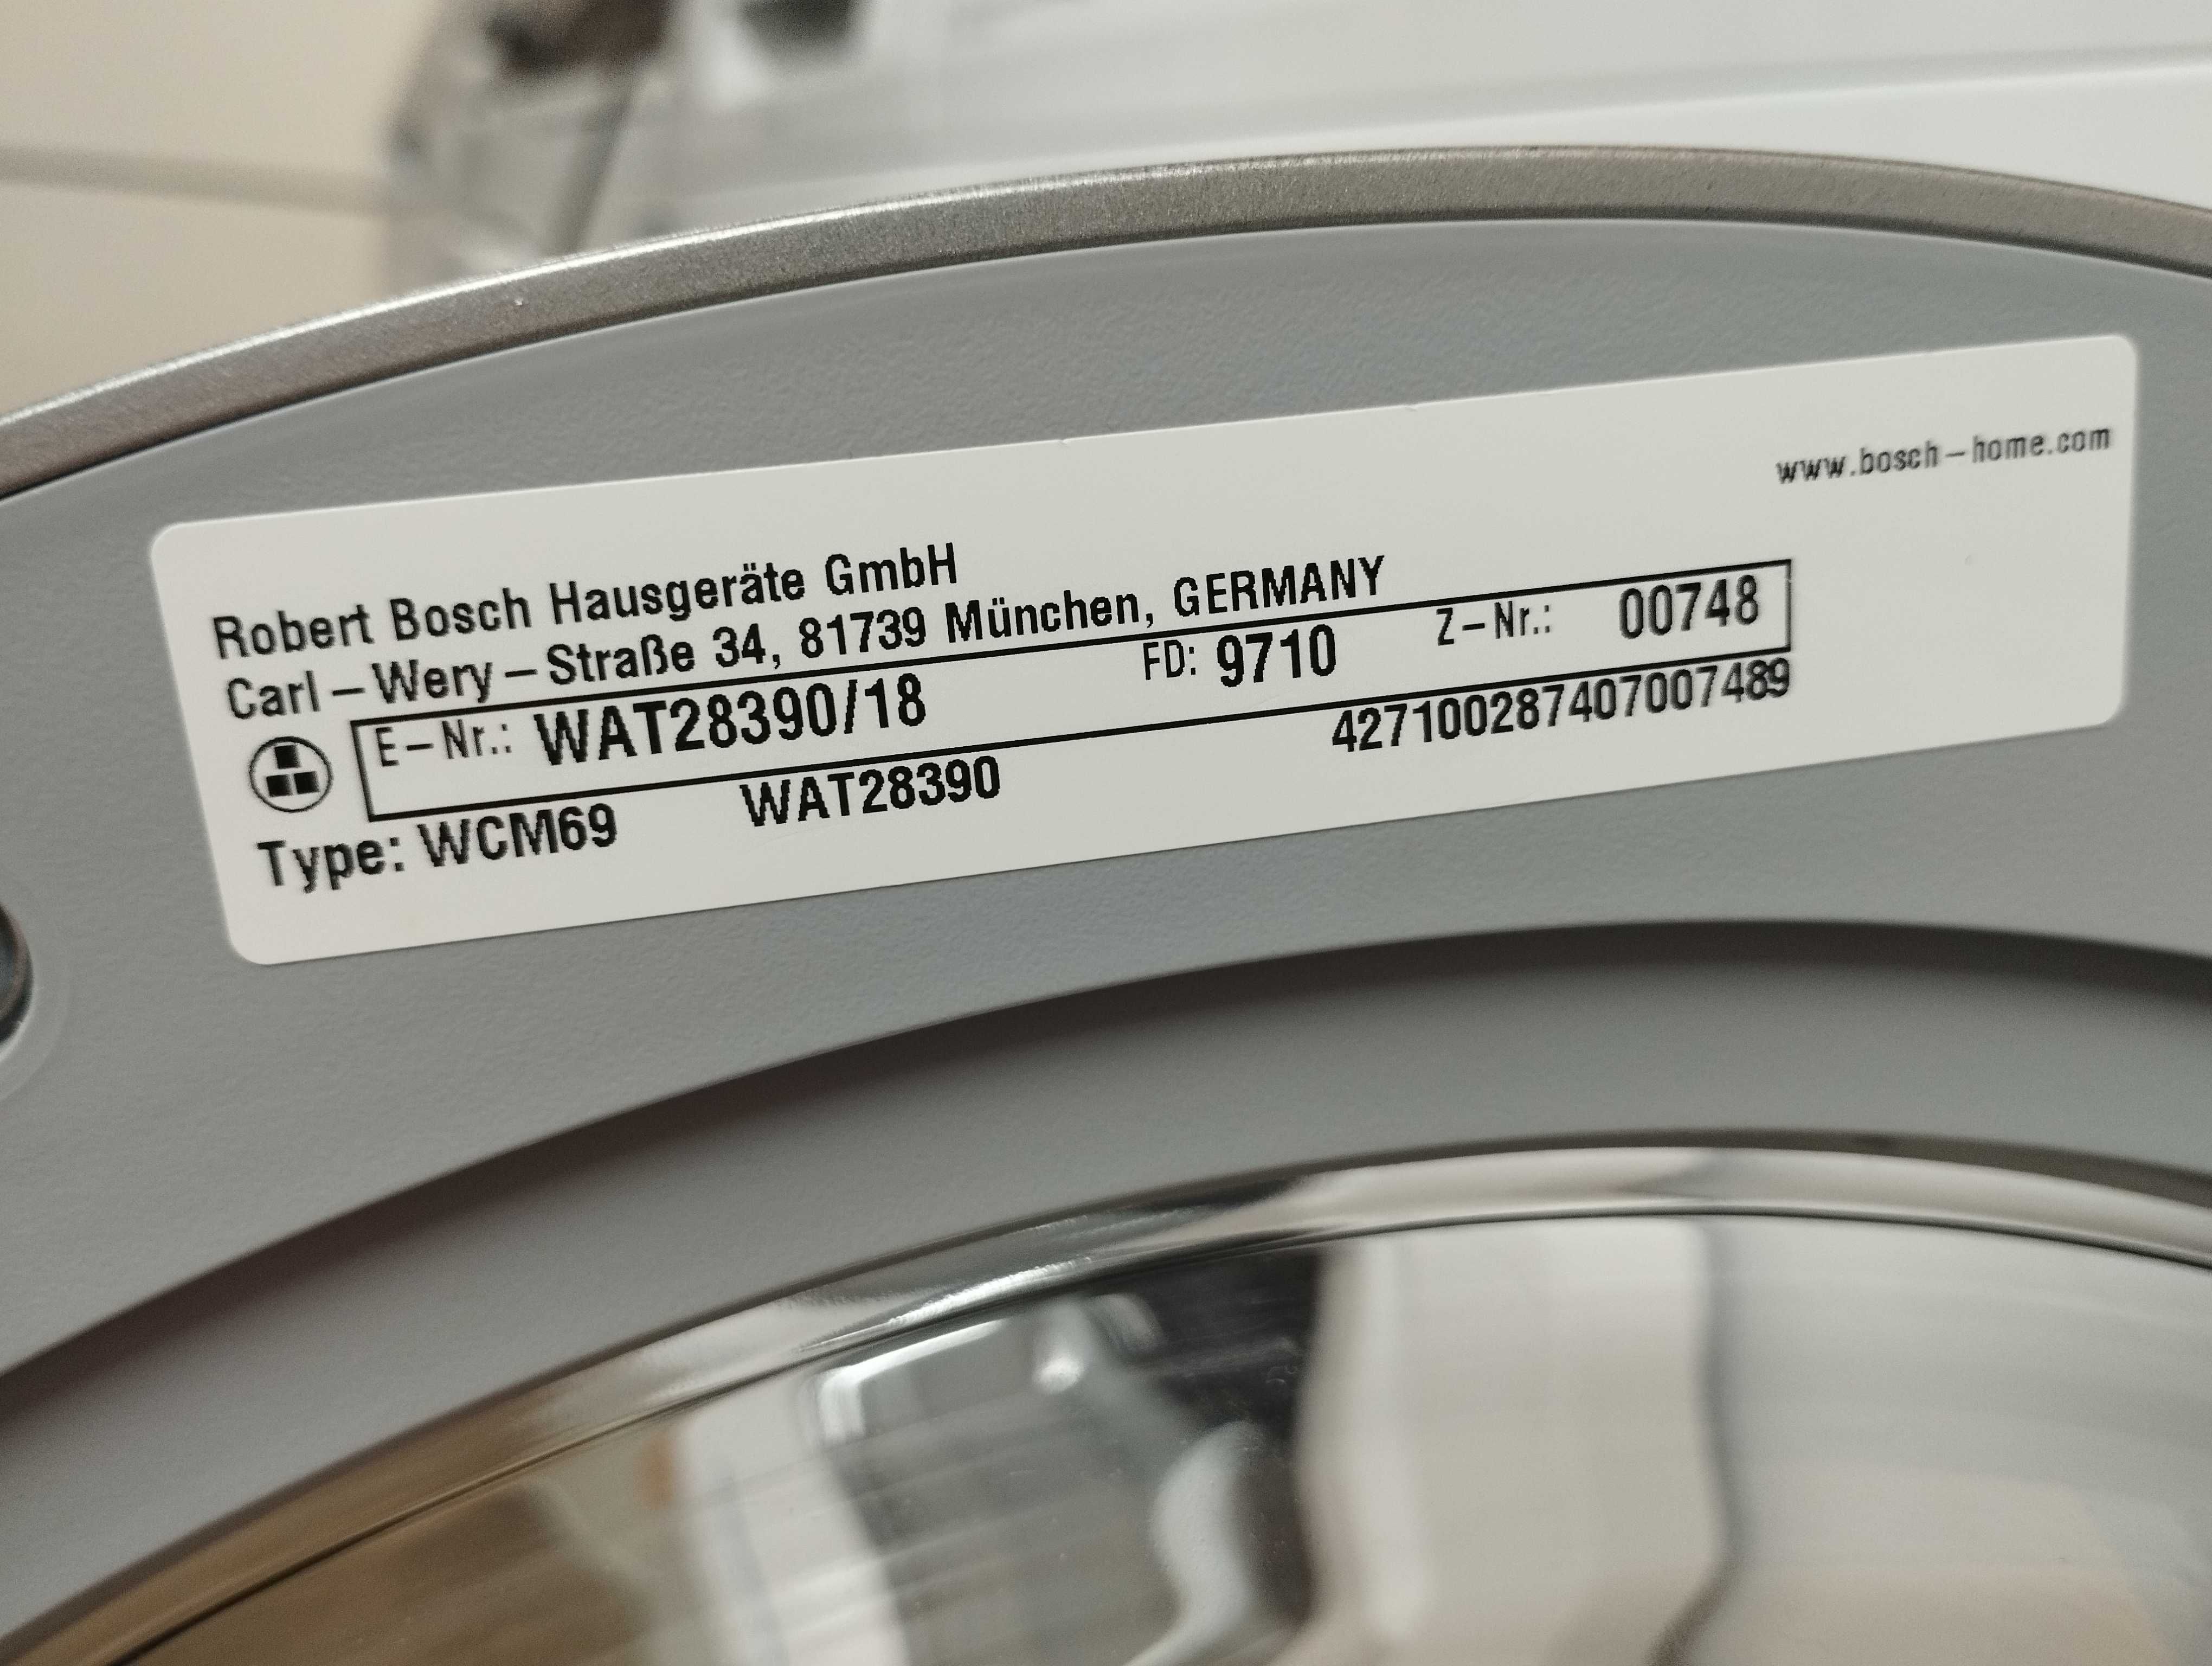 www.bosch-home.com
Robert Bosch Hausgeräte GmbH
Carl-Wery-Straße 34, 81739 München, GERMANY
E-Nr.: WAT28390/18 FD: 9710 Z-Nr.: 00748
Type: WCM69 WAT28390 427100287407007489